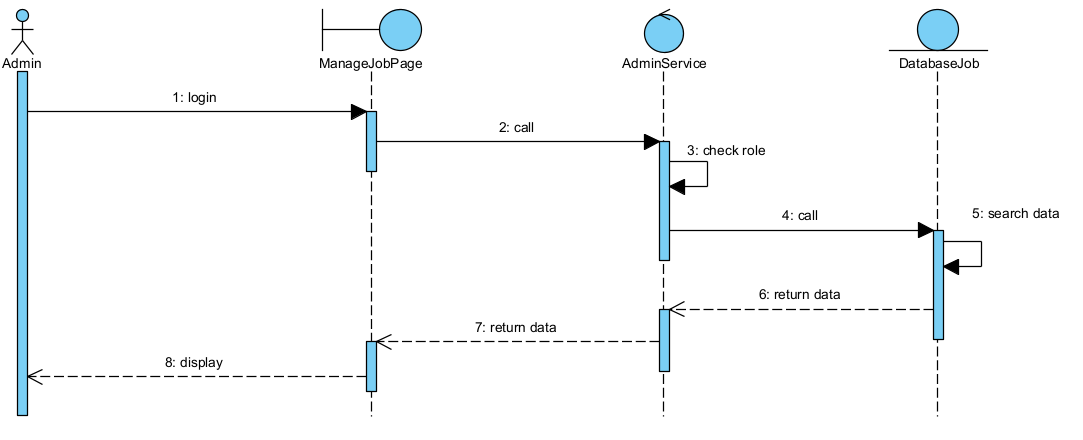 Admin
ManageJobPage
AdminService
DatabaseJob
1: login
2: call
3: check role
4: call
5: search data
6: return data
7: return data
8: display